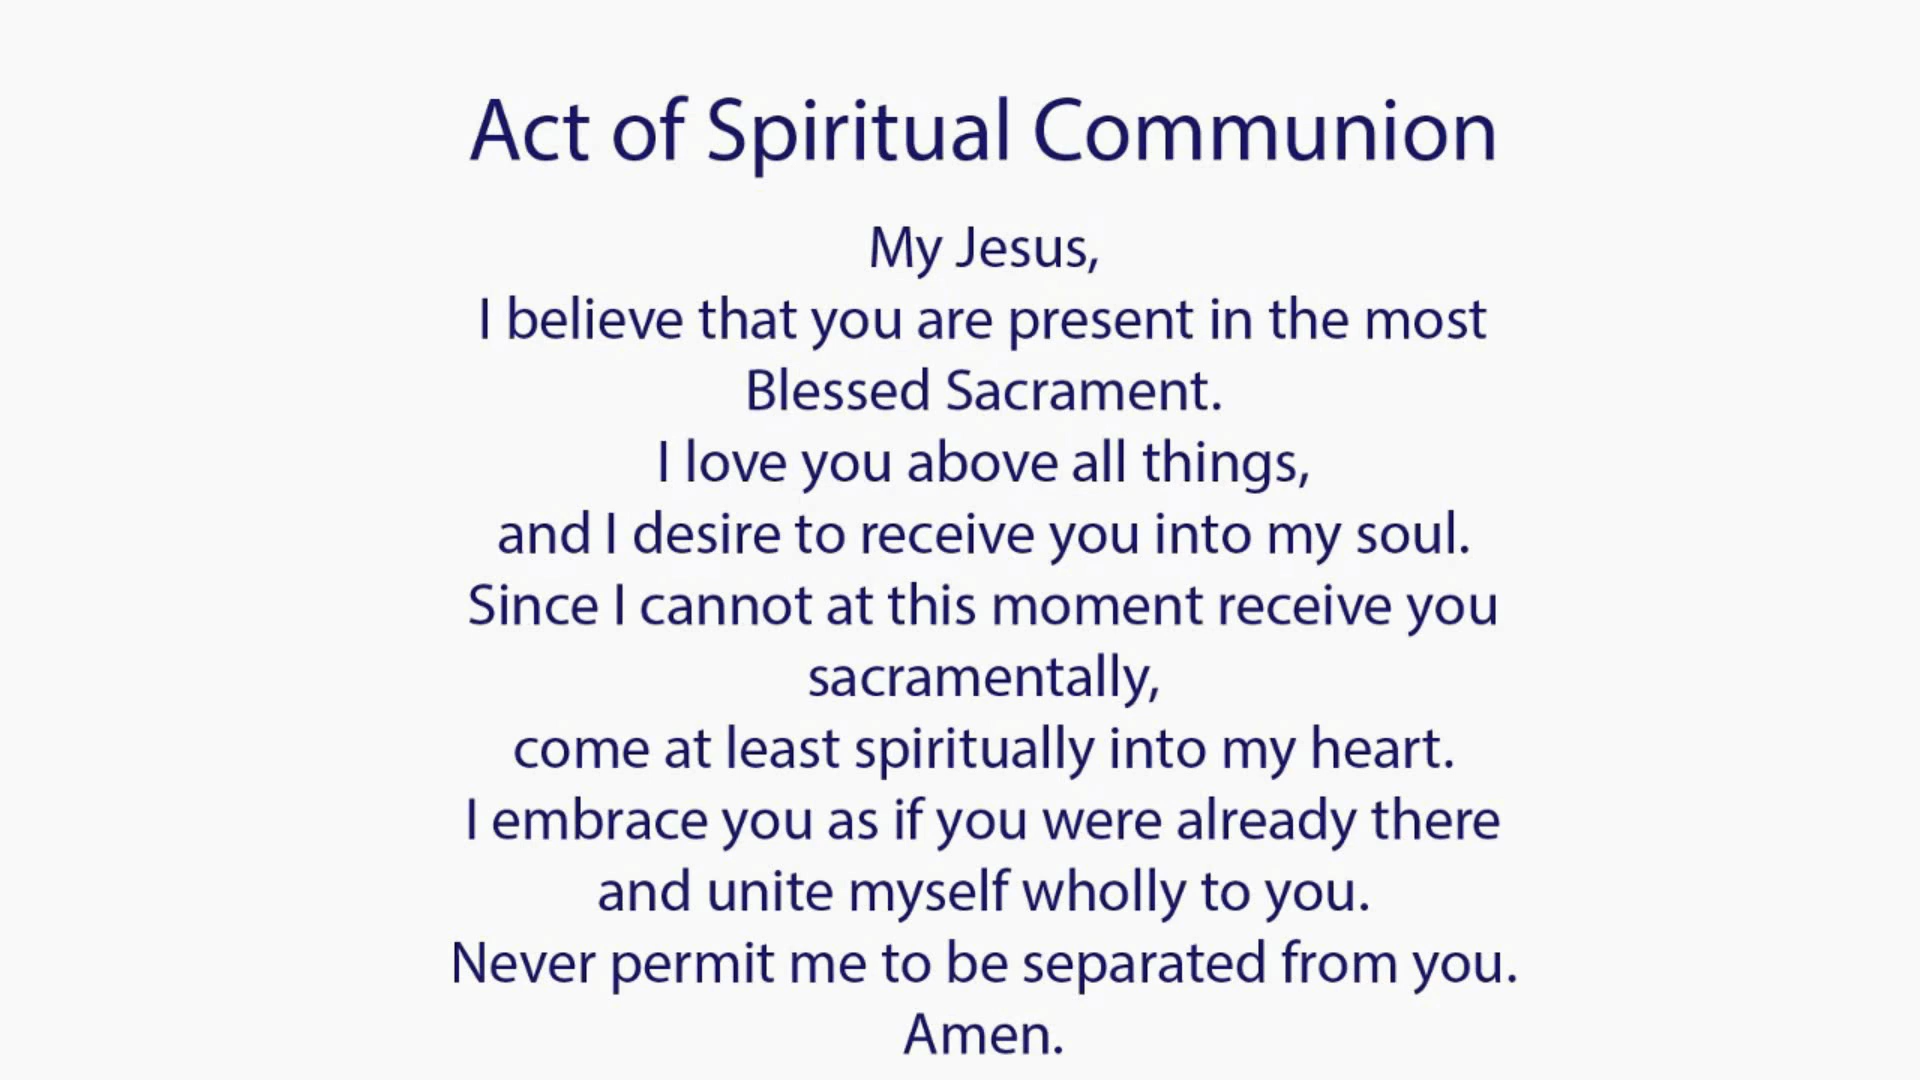 Act of Spiritual Communion
My Jesus,
I believe that you are present in the most
Blessed Sacrament.
I love you above all things,
and I desire to receive you into my soul.
Since I cannot at this moment receive you
sacramentally,
come at least spiritually into my heart.
I embrace you as if you were already there
and unite myself wholly to you.
Never permit me to be separated from you.
Amen.